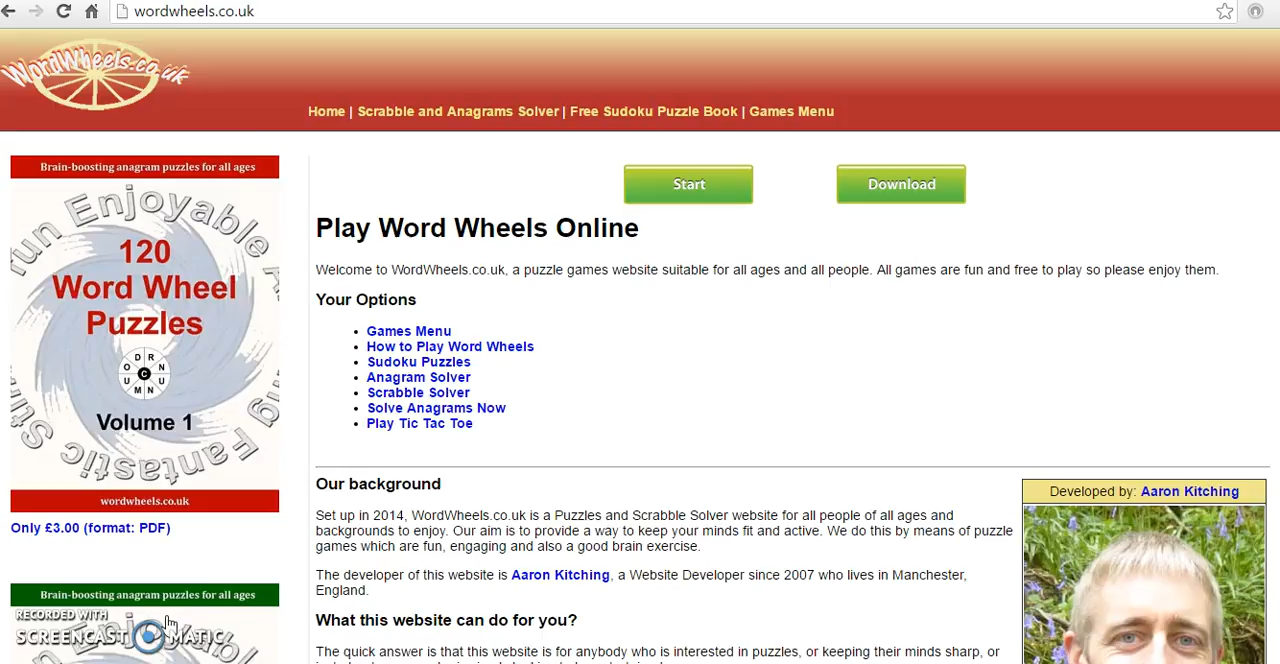 wordwheels.co.uk
WordWheels.co.uk
Home | Scrabble and Anagrams Solver | Free Sudoku Puzzle Book | Games Menu
Brain-boosting anagram puzzles for all ages
Fun Enjoyable
120
Word Wheel
Puzzles
D R
O N
C
U U
M N
Volume 1
Fantastic
wordwheels.co.uk
Only £3.00 (format: PDF)
Brain-boosting anagram puzzles for all ages
RECORDED WITH
SCREENCAST MATIC
Start
Download
Play Word Wheels Online
Welcome to WordWheels.co.uk, a puzzle games website suitable for all ages and all people. All games are fun and free to play so please enjoy them.
Your Options
• Games Menu
• How to Play Word Wheels
• Sudoku Puzzles
• Anagram Solver
• Scrabble Solver
• Solve Anagrams Now
• Play Tic Tac Toe
Our background
Set up in 2014, WordWheels.co.uk is a Puzzles and Scrabble Solver website for all people of all ages and
backgrounds to enjoy. Our aim is to provide a way to keep your minds fit and active. We do this by means of puzzle
games which are fun, engaging and also a good brain exercise.
The developer of this website is Aaron Kitching, a Website Developer since 2007 who lives in Manchester,
England.
What this website can do for you?
The quick answer is that this website is for anybody who is interested in puzzles, or keeping their minds sharp, or
Developed by: Aaron Kitching